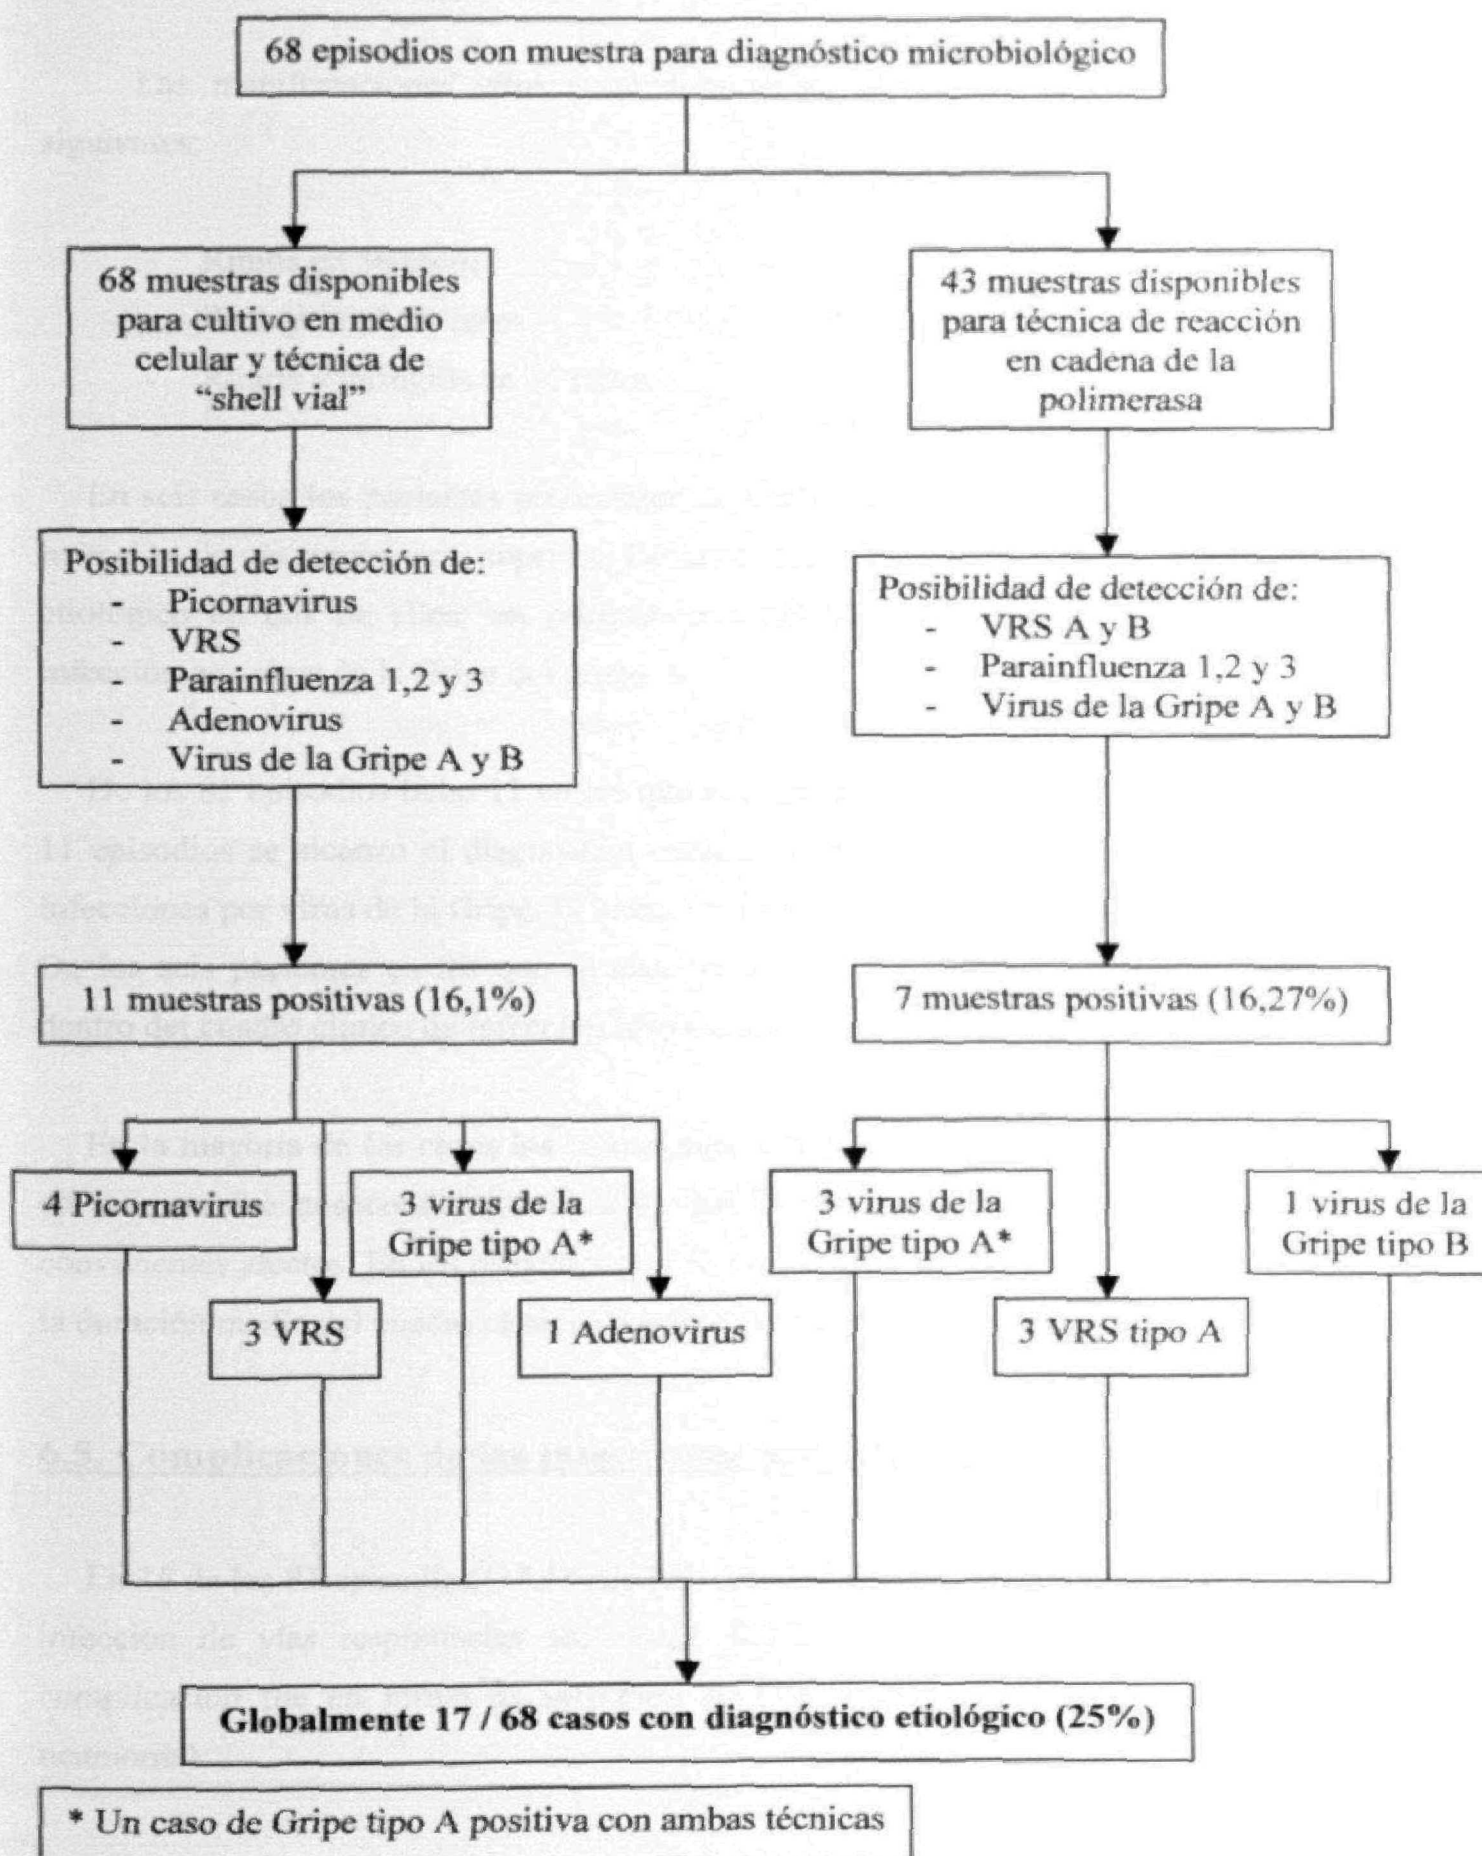 68 episodios con muestra para diagnóstico microbiológico
68 muestras disponibles
para cultivo en medio
celular y técnica de
“shell vial”
43 muestras disponibles
para técnica de reacción
en cadena de la
polimerasa
Posibilidad de detección de:
- Picornavirus
- VRS
- Parainfluenza 1,2 y 3
- Adenovirus
- Virus de la Gripe A y B
Posibilidad de detección de:
- VRS A y B
- Parainfluenza 1,2 y 3
- Virus de la Gripe A y B
11 muestras positivas (16,1%)
7 muestras positivas (16,27%)
4 Picornavirus
3 virus de la
Gripe tipo A*
3 virus de la
Gripe tipo A*
1 virus de la
Gripe tipo B
3 VRS
1 Adenovirus
3 VRS tipo A
Globalmente 17 / 68 casos con diagnóstico etiológico (25%)
* Un caso de Gripe tipo A positiva con ambas técnicas